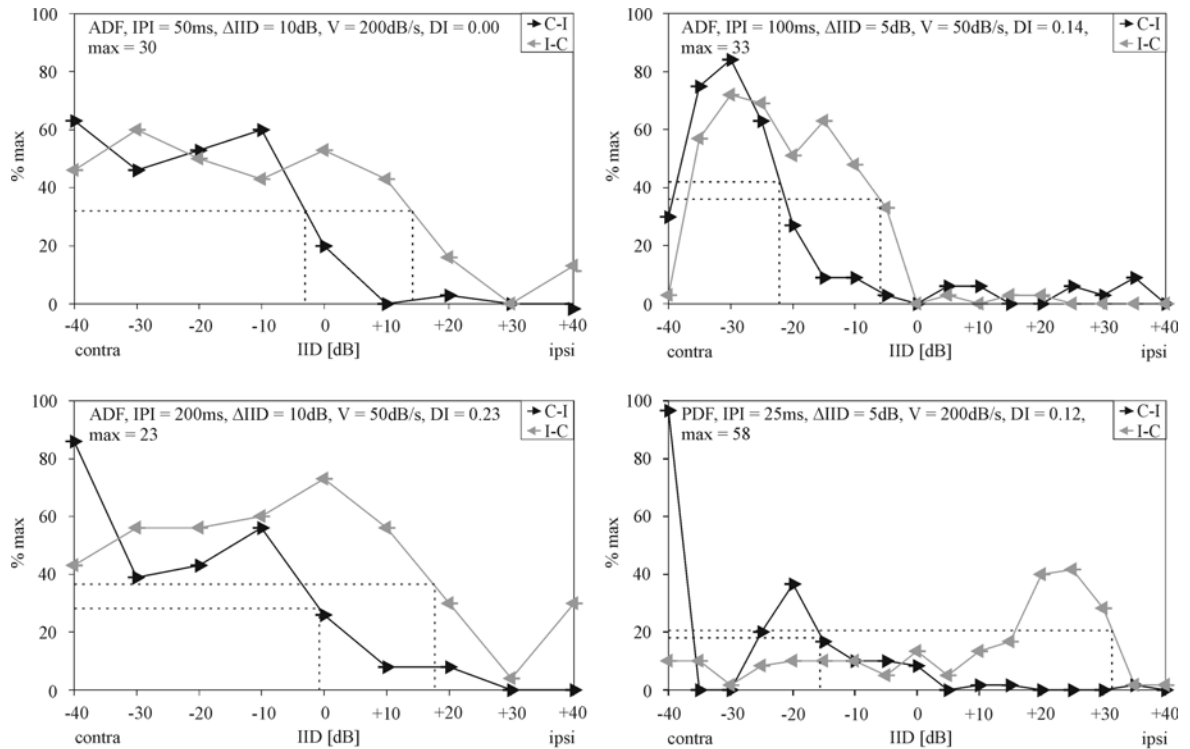 ADF, IPI = 50ms, ΔIID = 10dB, V = 200dB/s, DI = 0.00
max = 30
C-I
I-C
100
80
60
40
20
0
% max
-40 -30 -20 -10 0 +10 +20 +30 +40
contra IID [dB] ipsi
ADF, IPI = 100ms, ΔIID = 5dB, V = 50dB/s, DI = 0.14,
max = 33
C-I
I-C
100
80
60
40
20
0
% max
-40 -30 -20 -10 0 +10 +20 +30 +40
contra IID [dB] ipsi
ADF, IPI = 200ms, ΔIID = 10dB, V = 50dB/s, DI = 0.23
max = 23
C-I
I-C
100
80
60
40
20
0
% max
-40 -30 -20 -10 0 +10 +20 +30 +40
contra IID [dB] ipsi
PDF, IPI = 25ms, ΔIID = 5dB, V = 200dB/s, DI = 0.12,
max = 58
C-I
I-C
100
80
60
40
20
0
% max
-40 -30 -20 -10 0 +10 +20 +30 +40
contra IID [dB] ipsi